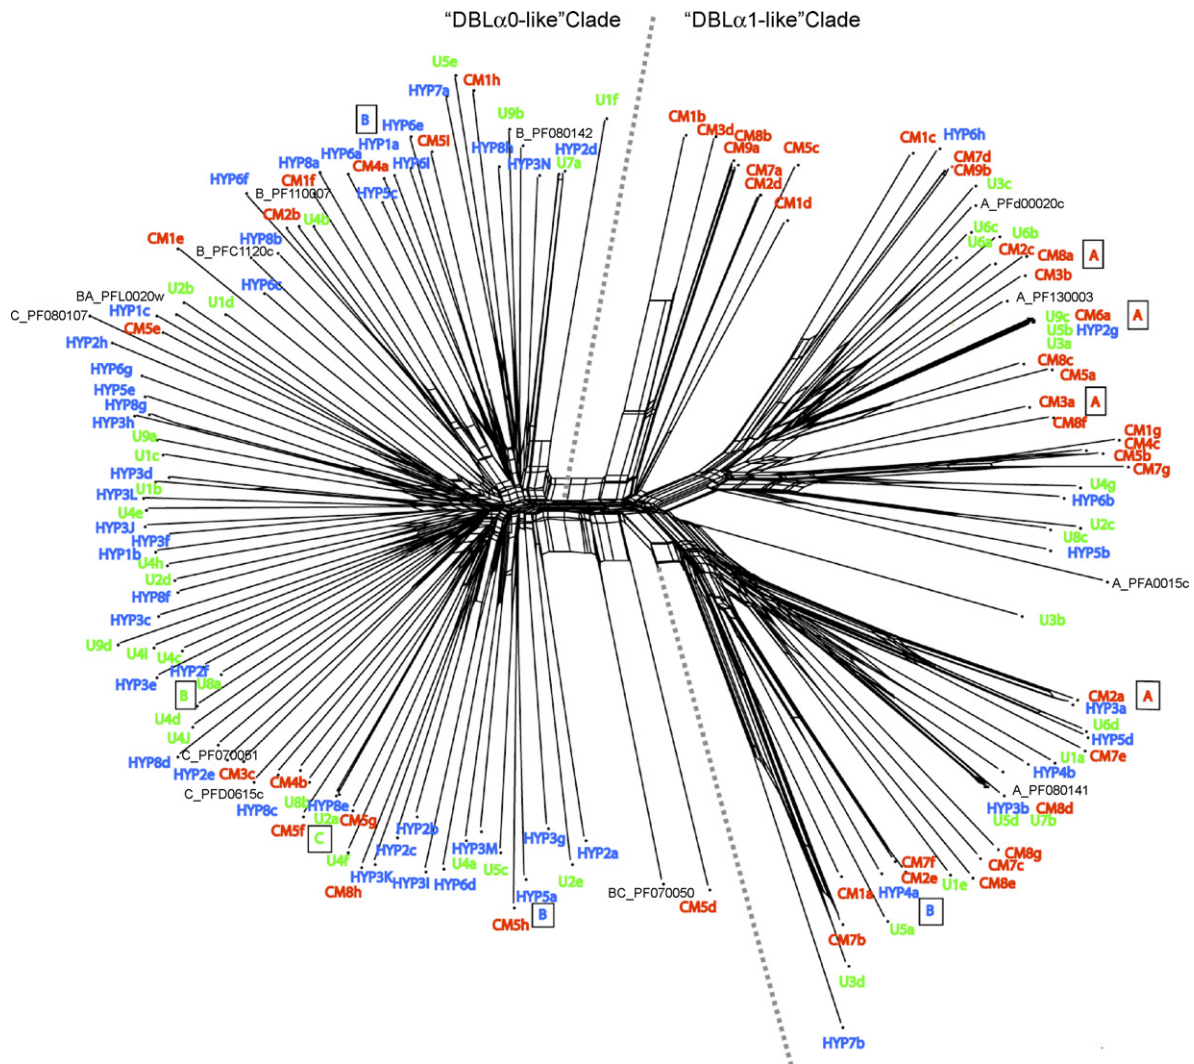 “DBLα0-like”Clade
“DBLα1-like”Clade
U5e
CM1h
HYP7a
U1f
U9b
B_PF080142
HYP2d
HYP8h
HYP3N
U7a
B
HYP6e
HYP1a
CM5l
HYP6a
HYP6l
HYP8a
CM4a
HYP5c
CM1f
HYP6f
B_PF110007
CM2b
U4b
CM1e
HYP8b
B_PFC1120c
HYP6c
U2b
BA_PFL0020w
U1d
HYP1c
C_PF080107
CM5e
HYP2h
HYP6g
HYP5e
HYP8g
HYP3h
U9a
U1c
HYP3d
HYP3L
U1b
U4e
HYP3J
HYP3f
HYP1b
U4h
U2d
HYP8f
HYP3c
U9d
U4l
U4c
HYP2f
HYP3e
U8a
B
U4d
U4J
C_PF070051
HYP8d
HYP2e
CM3c
CM4b
C_PFD0615c
HYP8c
U8b
HYP8e
U2a
CM5g
CM5f
C
U4f
HYP2b
HYP2c
HYP3K
CM8h
HYP3l
HYP6d
HYP3M
U4a
U5c
HYP3g
HYP2a
U2e
HYP5a
CM5h
B
BC_PF070050
CM5d
CM1b
CM3d
CM8b
CM9a
CM7a
CM5c
CM2d
CM1d
CM1c
HYP6h
CM7d
CM9b
U3c
A_PFd00020c
U6c
U6b
U6a
CM2c
CM8a
A
CM3b
A_PF130003
U9c
CM6a
A
U5b
HYP2g
U3a
CM8c
CM5a
CM3a
A
CM8f
CM1g
CM4c
CM5b
CM7g
U4g
HYP6b
U2c
U8c
HYP5b
A_PFA0015c
U3b
CM2a
A
HYP3a
U6d
HYP5d
U1a
CM7e
HYP4b
A_PF080141
HYP3b
CM8d
U5d
U7b
CM8g
CM7f
CM7c
CM2e
U1e
CM8e
CM1a
HYP4a
B
U5a
CM7b
U3d
HYP7b